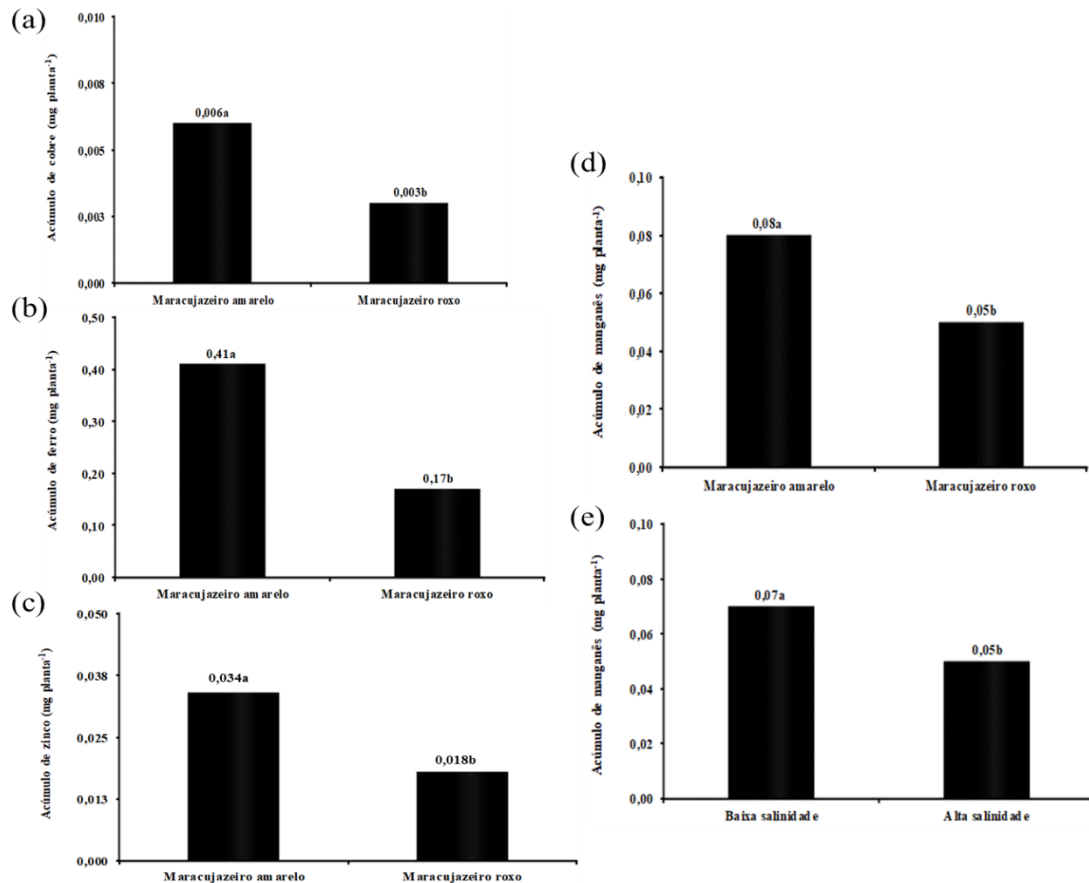 (a)
Acúmulo de cobre (mg planta⁻¹)
0,010
0,008
0,005
0,003
0,000
0,006a
0,003b
Maracujazeiro amarelo
Maracujazeiro roxo
(b)
Acúmulo de ferro (mg planta⁻¹)
0,50
0,40
0,30
0,20
0,10
0,00
0,41a
0,17b
Maracujazeiro amarelo
Maracujazeiro roxo
(c)
Acúmulo de zinco (mg planta⁻¹)
0,050
0,038
0,025
0,013
0,000
0,034a
0,018b
Maracujazeiro amarelo
Maracujazeiro roxo
(d)
Acúmulo de manganês (mg planta⁻¹)
0,10
0,08
0,06
0,04
0,02
0,00
0,08a
0,05b
Maracujazeiro amarelo
Maracujazeiro roxo
(e)
Acúmulo de manganês (mg planta⁻¹)
0,10
0,08
0,06
0,04
0,02
0,00
0,07a
0,05b
Baixa salinidade
Alta salinidade